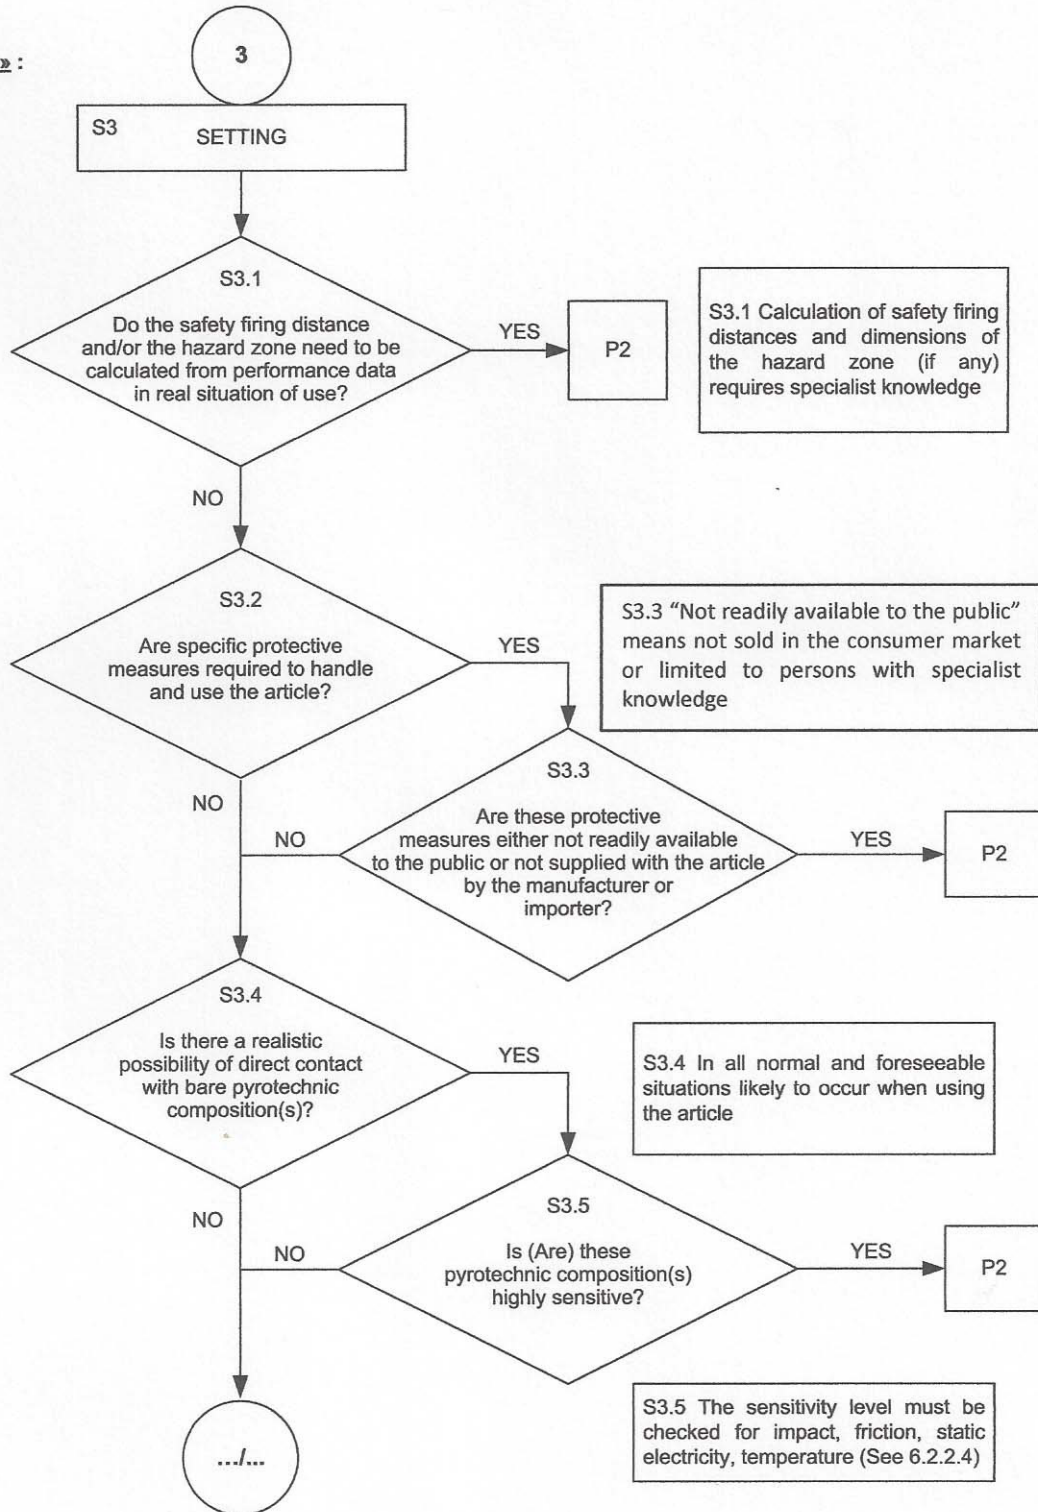 » :
3
S3
SETTING
S3.1
Do the safety firing distance
and/or the hazard zone need to be
calculated from performance data
in real situation of use?
YES
P2
S3.1 Calculation of safety firing
distances and dimensions of
the hazard zone (if any)
requires specialist knowledge
NO
S3.2
Are specific protective
measures required to handle
and use the article?
YES
S3.3 “Not readily available to the public”
means not sold in the consumer market
or limited to persons with specialist
knowledge
NO
S3.3
Are these protective
measures either not readily available
to the public or not supplied with the article
by the manufacturer or
importer?
NO
YES
P2
S3.4
Is there a realistic
possibility of direct contact
with bare pyrotechnic
composition(s)?
YES
S3.4 In all normal and foreseeable
situations likely to occur when using
the article
NO
S3.5
Is (Are) these
pyrotechnic composition(s)
highly sensitive?
NO
YES
P2
S3.5 The sensitivity level must be
checked for impact, friction, static
electricity, temperature (See 6.2.2.4)
.../...